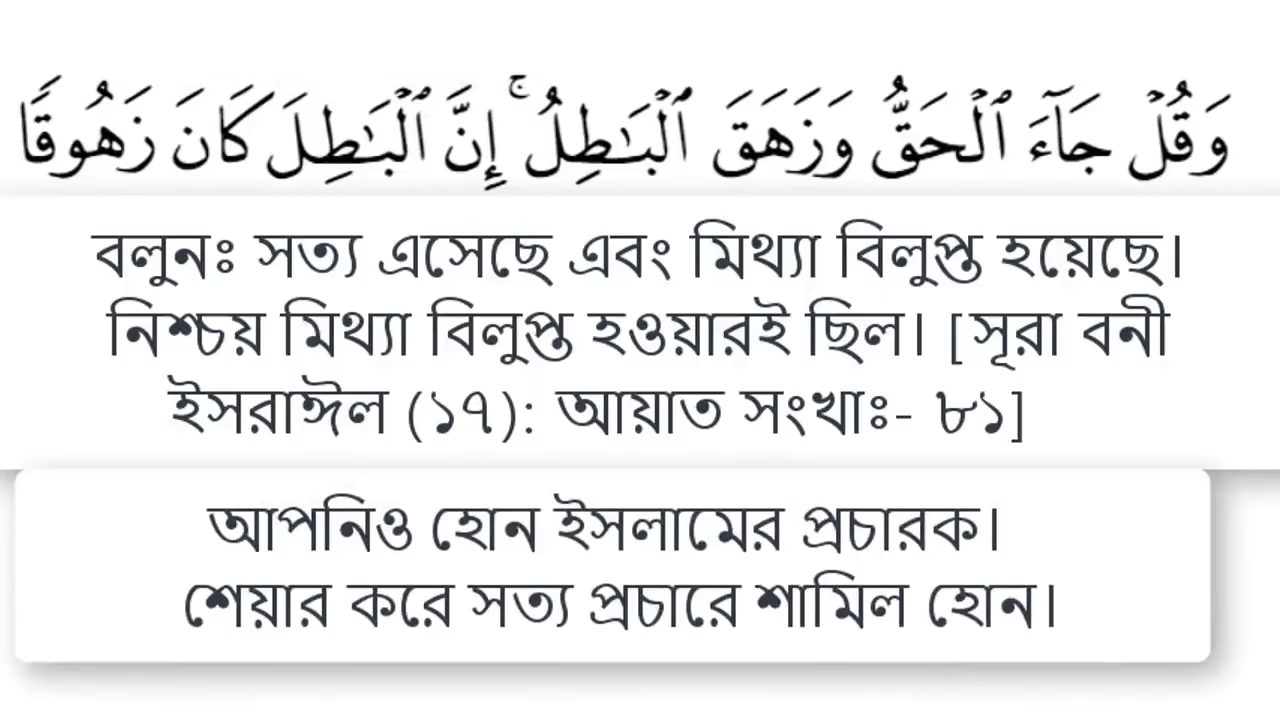 وَقُلْ جَآءَ ٱلْحَقُّ وَزَهَقَ ٱلْبَـٰطِلُ ۚ إِنَّ ٱلْبَـٰطِلَ كَانَ زَهُوقًا
বলুনঃ সত্য এসেছে এবং মিথ্যা বিলুপ্ত হয়েছে।
নিশ্চয় মিথ্যা বিলুপ্ত হওয়ারই ছিল। [সূরা বনী
ইসরাঈল (১৭): আয়াত সংখাঃ- ৮১]
আপনিও হোন ইসলামের প্রচারক।
শেয়ার করে সত্য প্রচারে শামিল হোন।